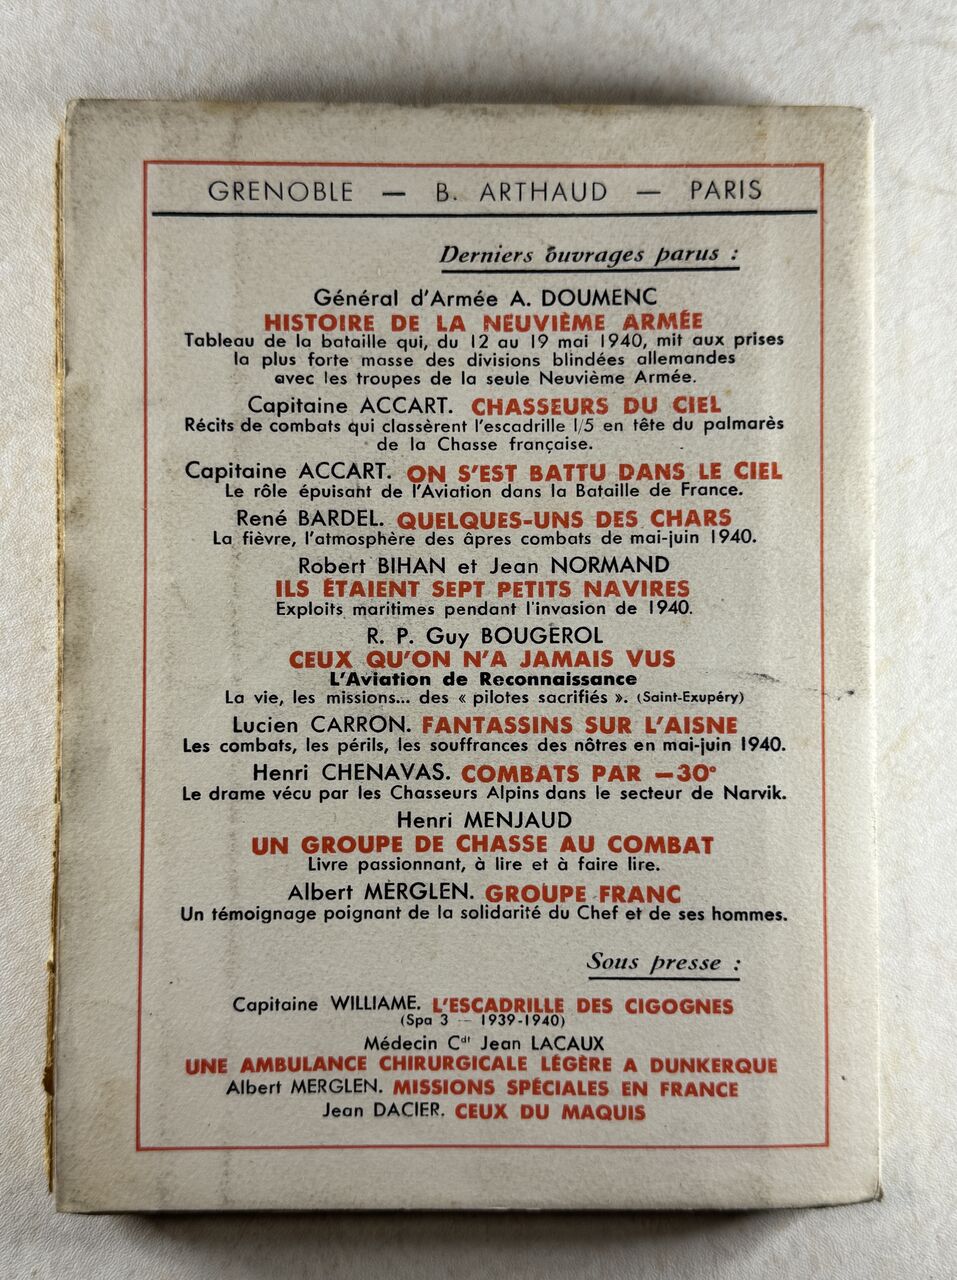 GRENOBLE — B. ARTHAUD — PARIS
Derniers ouvrages parus :
Général d'Armée A. DOUMENC
HISTOIRE DE LA NEUVIÈME ARMÉE
Tableau de la bataille qui, du 12 au 19 mai 1940, mit aux prises
la plus forte masse des divisions blindées allemandes
avec les troupes de la seule Neuvième Armée.
Capitaine ACCART. CHASSEURS DU CIEL
Récits de combats qui classèrent l'escadrille 1/5 en tête du palmarès
de la Chasse française.
Capitaine ACCART. ON S'EST BATTU DANS LE CIEL
Le rôle épuisant de l'Aviation dans la Bataille de France.
René BARDEL. QUELQUES-UNS DES CHARS
La fièvre, l'atmosphère des âpres combats de mai-juin 1940.
Robert BIHAN et Jean NORMAND
ILS ÉTAIENT SEPT PETITS NAVIRES
Exploits maritimes pendant l'invasion de 1940.
R. P. Guy BOUGEROL
CEUX QU'ON N'A JAMAIS VUS
L'Aviation de Reconnaissance
La vie, les missions... des « pilotes sacrifiés ». (Saint-Exupéry)
Lucien CARRON. FANTASSINS SUR L'AISNE
Les combats, les périls, les souffrances des nôtres en mai-juin 1940.
Henri CHENAVAS. COMBATS PAR —30°
Le drame vécu par les Chasseurs Alpins dans le secteur de Narvik.
Henri MENJAUD
UN GROUPE DE CHASSE AU COMBAT
Livre passionnant, à lire et à faire lire.
Albert MERGLEN. GROUPE FRANC
Un témoignage poignant de la solidarité du Chef et de ses hommes.
Sous presse :
Capitaine WILLIAME. L'ESCADRILLE DES CIGOGNES
(Spa 3 — 1939-1940)
Médecin Cdt Jean LACAUX
UNE AMBULANCE CHIRURGICALE LÉGÈRE A DUNKERQUE
Albert MERGLEN. MISSIONS SPÉCIALES EN FRANCE
Jean DACIER. CEUX DU MAQUIS